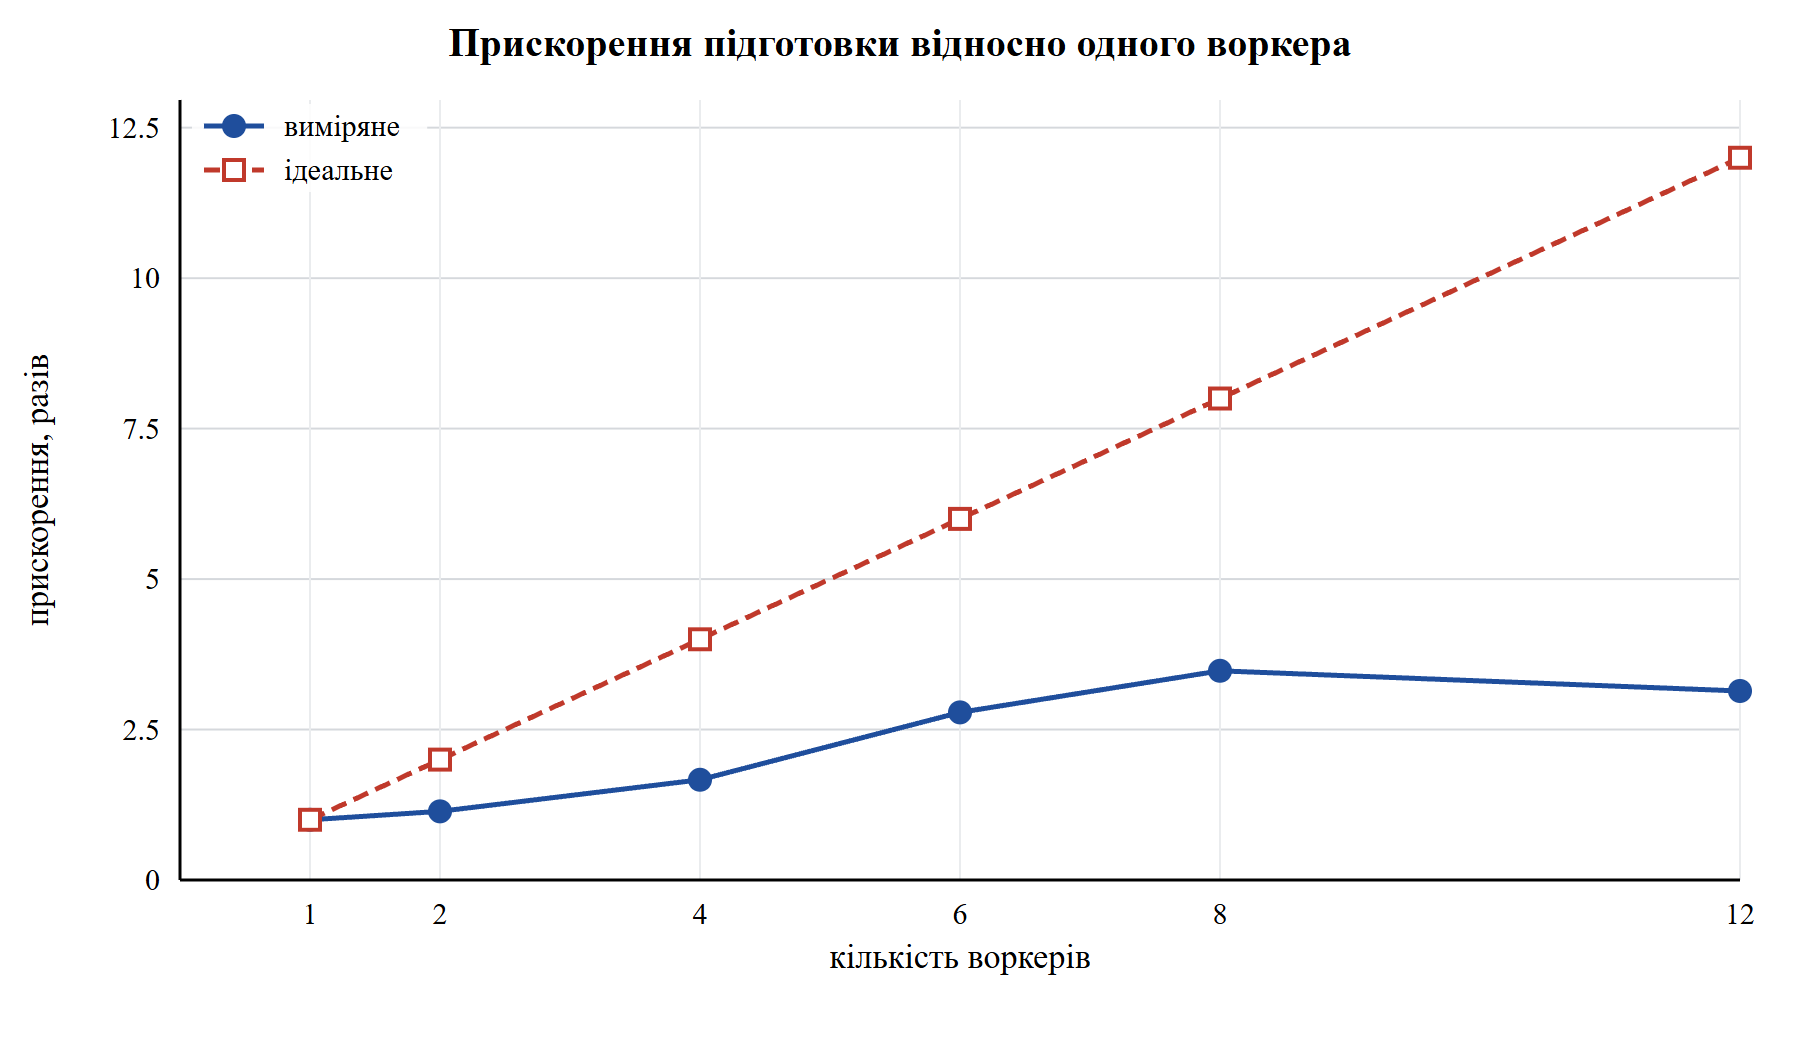 Прискорення підготовки відносно одного воркера
виміряне
ідеальне
12.5
10
7.5
5
2.5
0
прискорення, разів
1 2 4 6 8 12
кількість воркерів